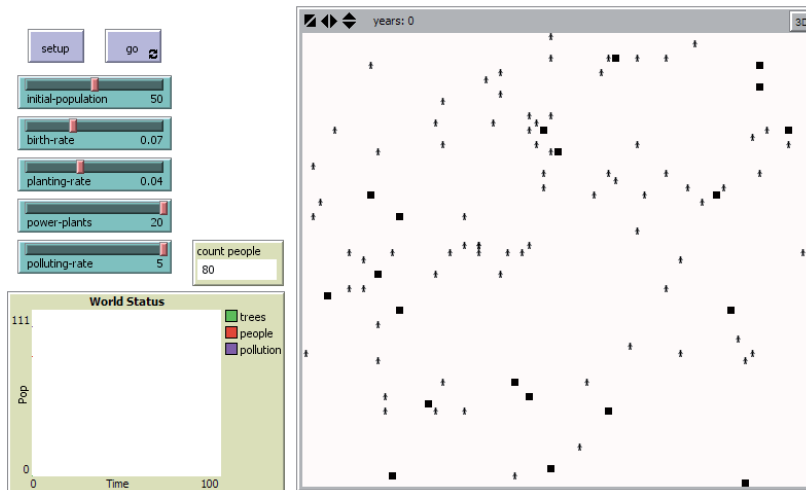 setup
go
initial-population 50
birth-rate 0.07
planting-rate 0.04
power-plants 20
polluting-rate 5
count people
80
World Status
111
Pop
0
0 Time 100
trees
people
pollution
years: 0
3D